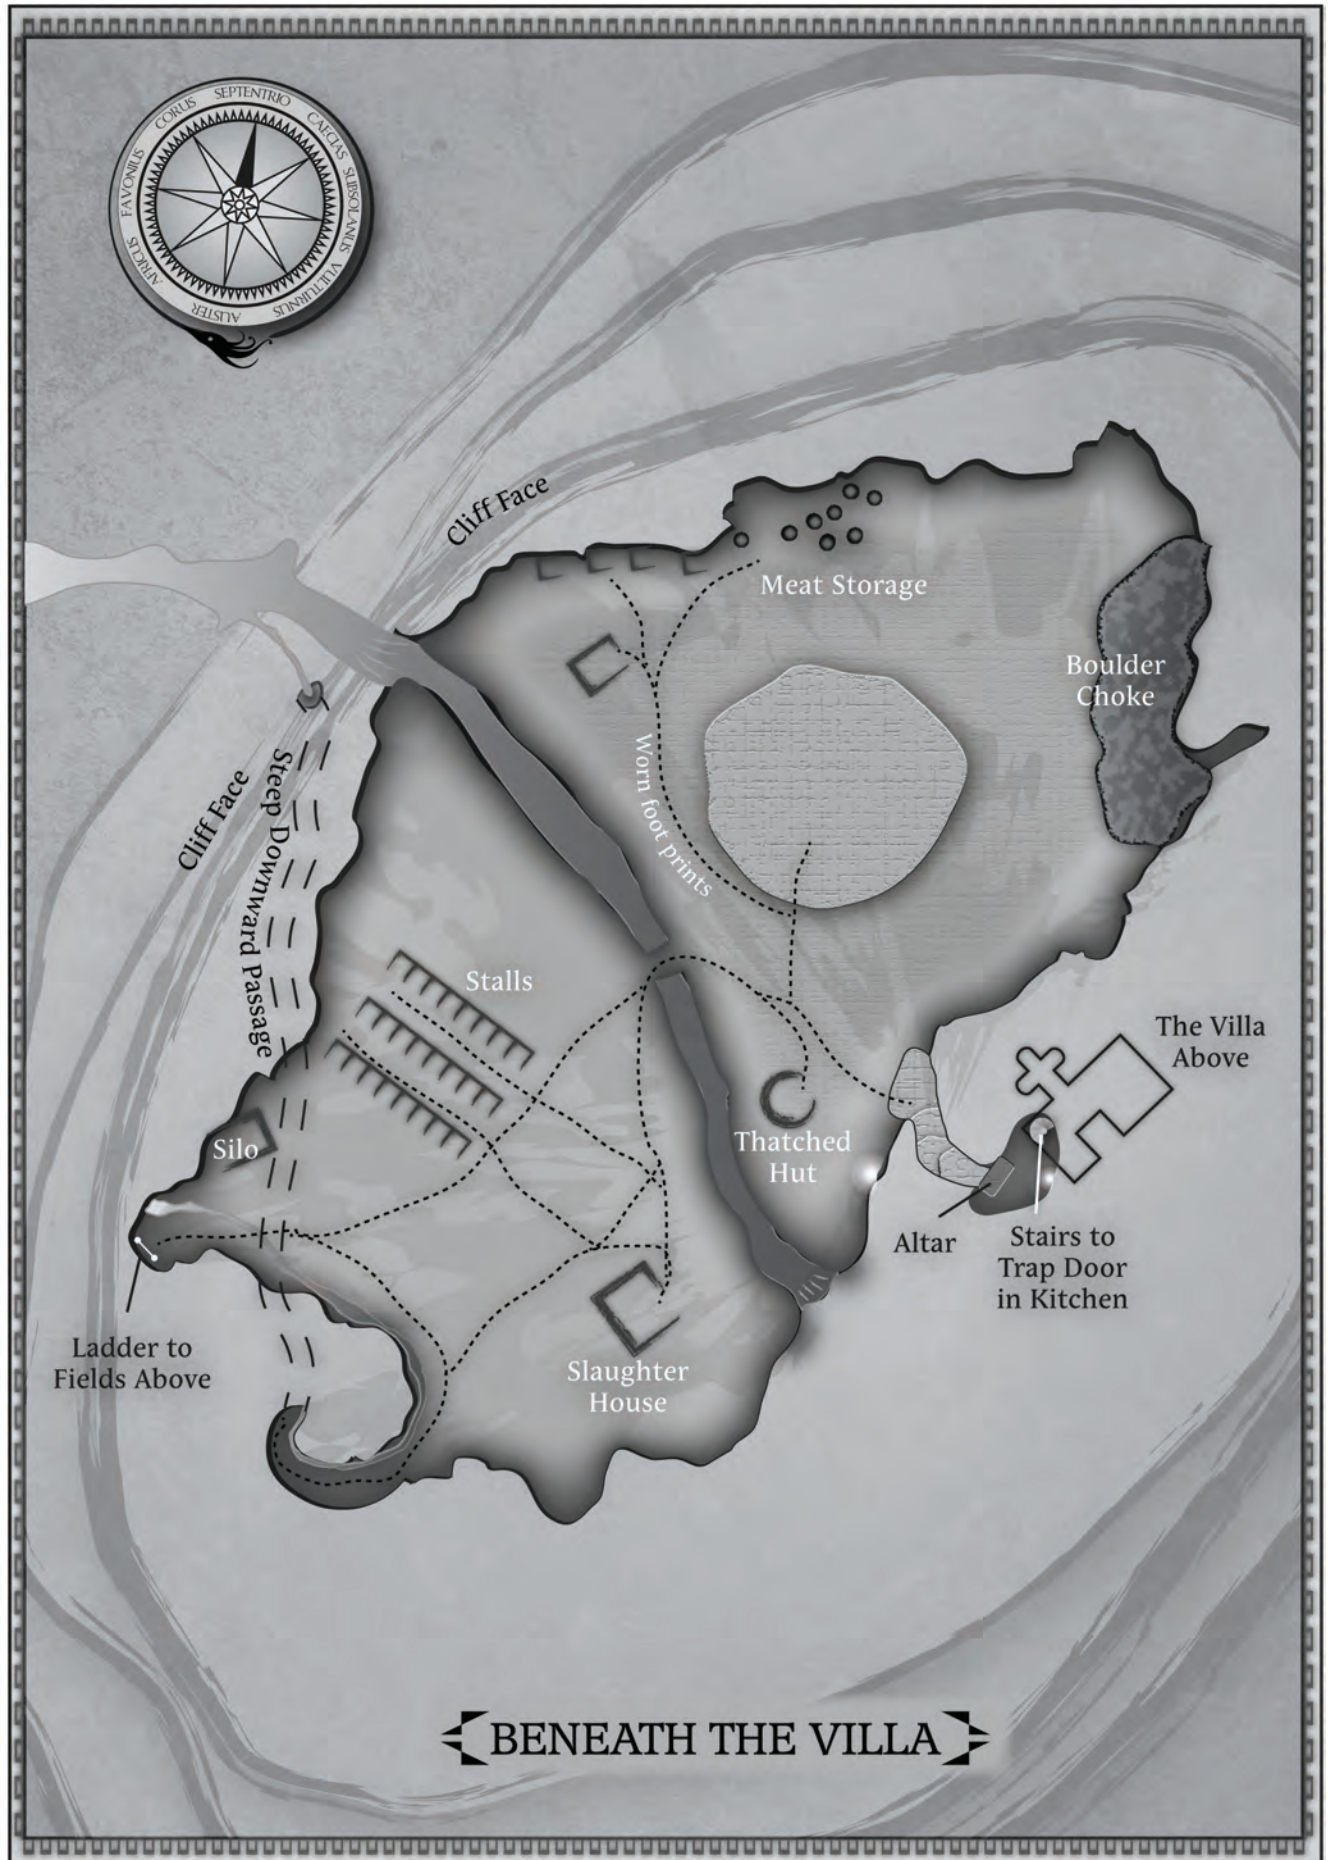 SEPTENTRIO
CAECIAS
SUBSOLANUS
VULTURNUS
AUSTER
AFRICUS
FAVONIUS
CORUS
Cliff Face
Meat Storage
Boulder
Choke
Worn foot prints
Cliff Face
Steep Downward Passage
Stalls
The Villa
Above
Silo
Thatched
Hut
Altar
Stairs to
Trap Door
in Kitchen
Ladder to
Fields Above
Slaughter
House
BENEATH THE VILLA